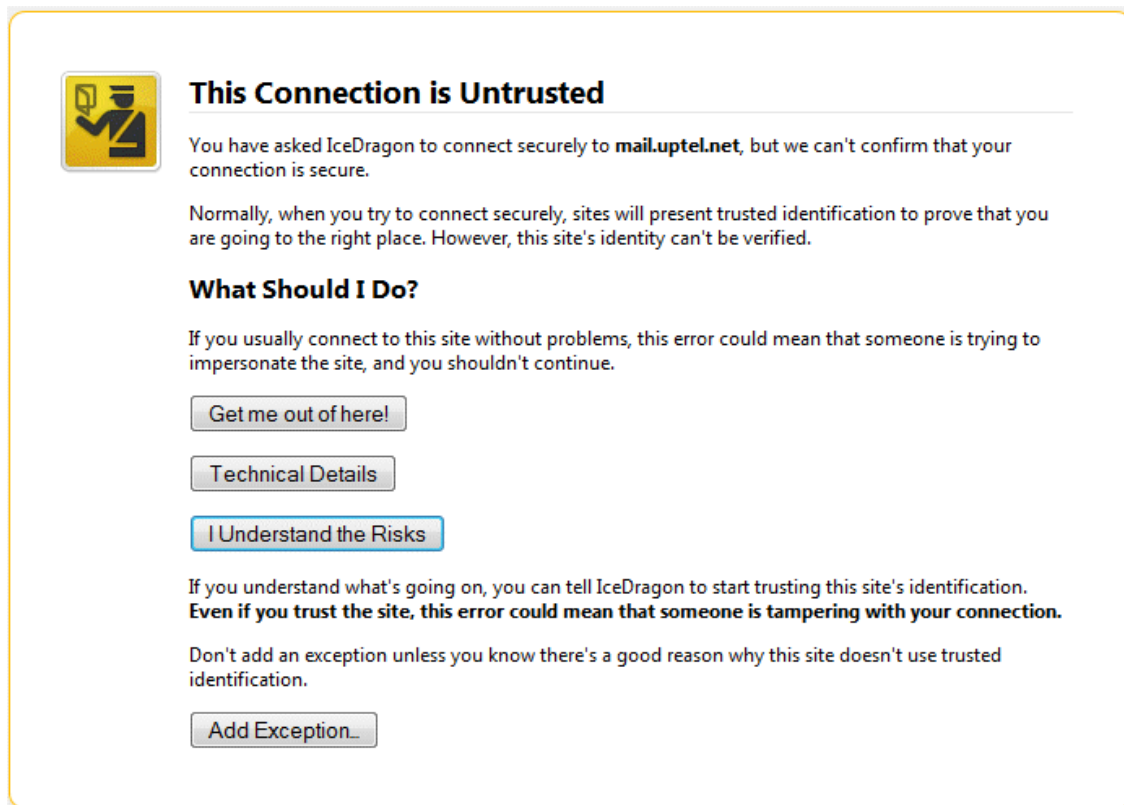 This Connection is Untrusted
You have asked IceDragon to connect securely to mail.uptel.net, but we can't confirm that your
connection is secure.
Normally, when you try to connect securely, sites will present trusted identification to prove that you
are going to the right place. However, this site's identity can't be verified.
What Should I Do?
If you usually connect to this site without problems, this error could mean that someone is trying to
impersonate the site, and you shouldn't continue.
Get me out of here!
Technical Details
I Understand the Risks
If you understand what's going on, you can tell IceDragon to start trusting this site's identification.
Even if you trust the site, this error could mean that someone is tampering with your connection.
Don't add an exception unless you know there's a good reason why this site doesn't use trusted
identification.
Add Exception…